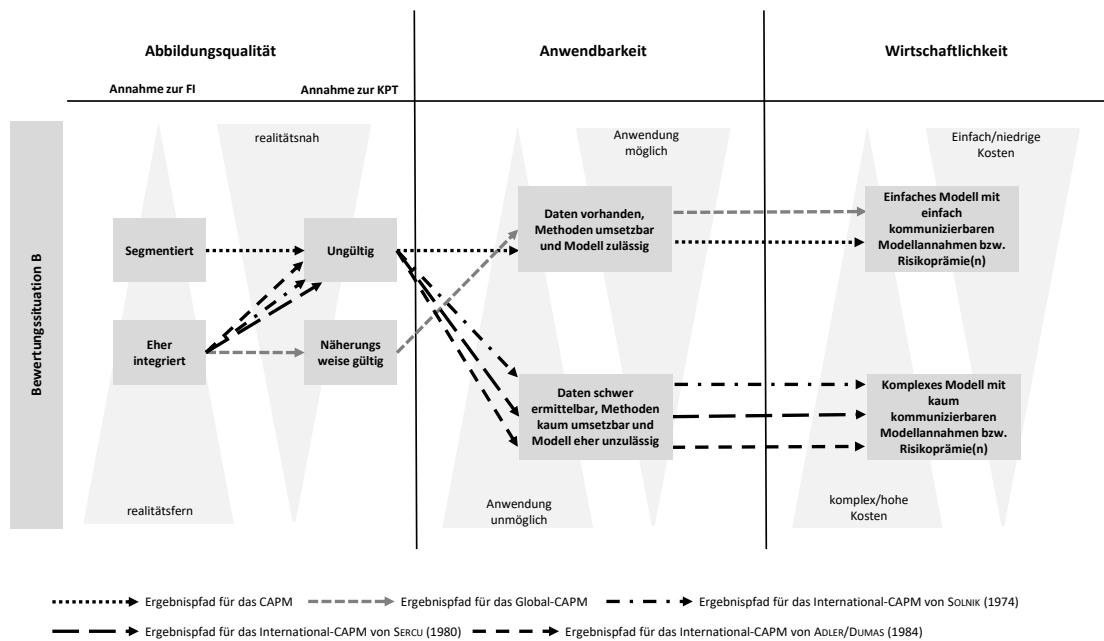 Abbildungsqualität
Anwendbarkeit
Wirtschaftlichkeit
Annahme zur FI
Annahme zur KPT
Bewertungssituation B
realitätsnah
Anwendung
möglich
Einfach/niedrige
Kosten
Segmentiert
Ungültig
Daten vorhanden,
Methoden umsetzbar
und Modell zulässig
Einfaches Modell mit
einfach
kommunizierbaren
Modellannahmen bzw.
Risikoprämie(n)
Eher
integriert
Näherungs
weise gültig
Daten schwer
ermittelbar, Methoden
kaum umsetzbar und
Modell eher unzulässig
Komplexes Modell mit
kaum
kommunizierbaren
Modellannahmen bzw.
Risikoprämie(n)
realitätsfern
Anwendung
unmöglich
komplex/hohe
Kosten
Ergebnispfad für das CAPM
Ergebnispfad für das Global-CAPM
Ergebnispfad für das International-CAPM von SOLNIK (1974)
Ergebnispfad für das International-CAPM von SERCU (1980)
Ergebnispfad für das International-CAPM von ADLER/DUMAS (1984)